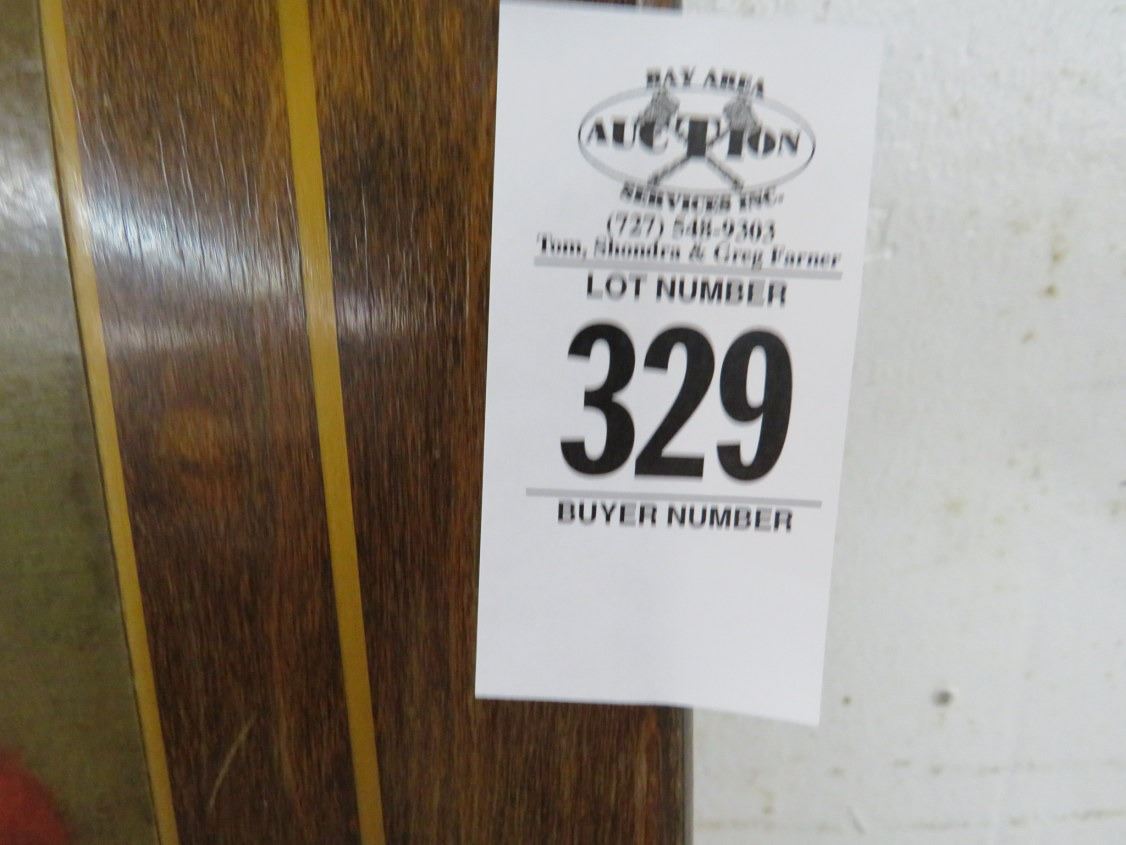 BAY AREA
AUCTION
SERVICES INC.
(727) 548-9303
Tom, Shondra & Greg Farner
LOT NUMBER
329
BUYER NUMBER